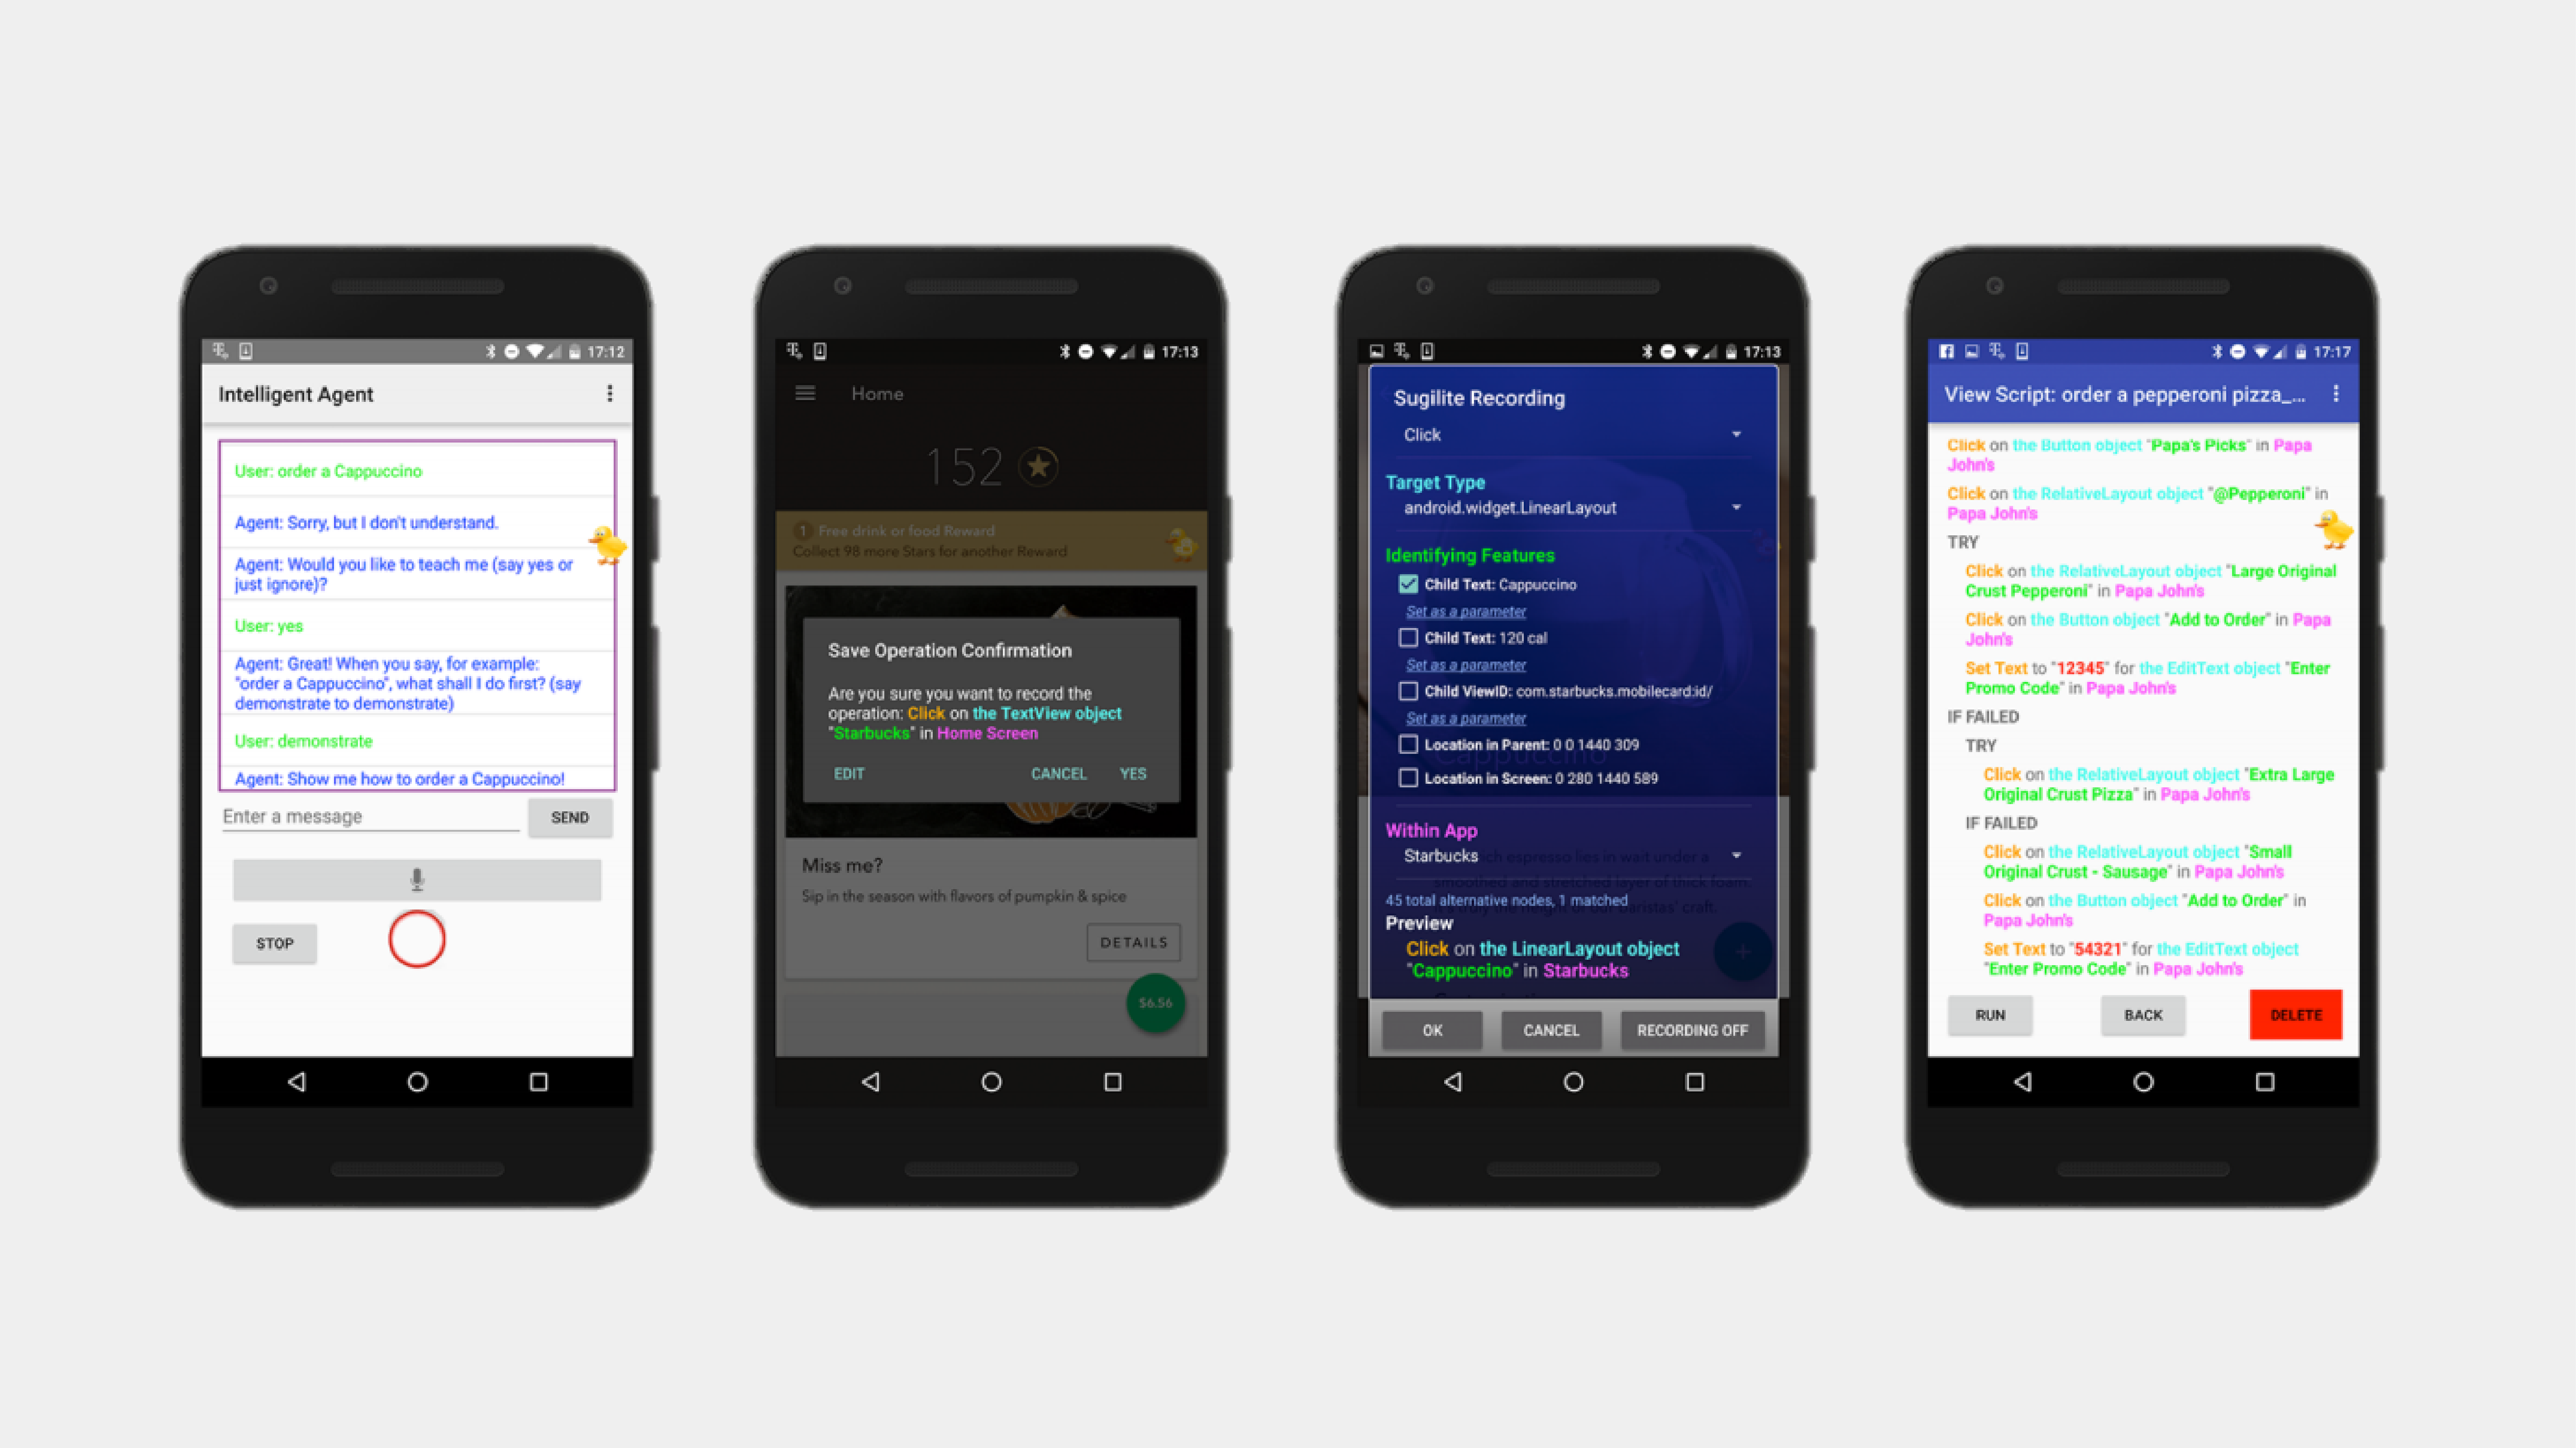 17:12
Intelligent Agent
User: order a Cappuccino
Agent: Sorry, but I don't understand.
Agent: Would you like to teach me (say yes or
just ignore)?
User: yes
Agent: Great! When you say, for example:
"order a Cappuccino", what shall I do first? (say
demonstrate to demonstrate)
User: demonstrate
Agent: Show me how to order a Cappuccino!
Enter a message
SEND
STOP
17:13
Home
152
1 Free drink or food Reward
Collect 98 more Stars for another Reward
Save Operation Confirmation
Are you sure you want to record the
operation: Click on the TextView object
"Starbucks" in Home Screen
EDIT CANCEL YES
Miss me?
Sip in the season with flavors of pumpkin & spice
DETAILS
$6.56
17:13
Sugilite Recording
Click
Target Type
android.widget.LinearLayout
Identifying Features
Child Text: Cappuccino
Set as a parameter
Child Text: 120 cal
Set as a parameter
Child ViewID: com.starbucks.mobilecard:id/
Set as a parameter
Location in Parent: 0 0 1440 309
Cappuccino
Location in Screen: 0 280 1440 589
Within App
Starbucks
espresso lies in wait under a
smoothed and stretched layer of thick foam.
45 total alternative nodes, 1 matched
Preview
Click on the LinearLayout object
"Cappuccino" in Starbucks
OK CANCEL RECORDING OFF
17:17
View Script: order a pepperoni pizza_...
Click on the Button object "Papa's Picks" in Papa
John's
Click on the RelativeLayout object "@Pepperoni" in
Papa John's
TRY
Click on the RelativeLayout object "Large Original
Crust Pepperoni" in Papa John's
Click on the Button object "Add to Order" in Papa
John's
Set Text to "12345" for the EditText object "Enter
Promo Code" in Papa John's
IF FAILED
TRY
Click on the RelativeLayout object "Extra Large
Original Crust Pizza" in Papa John's
IF FAILED
Click on the RelativeLayout object "Small
Original Crust - Sausage" in Papa John's
Click on the Button object "Add to Order" in
Papa John's
Set Text to "54321" for the EditText object
"Enter Promo Code" in Papa John's
RUN BACK DELETE